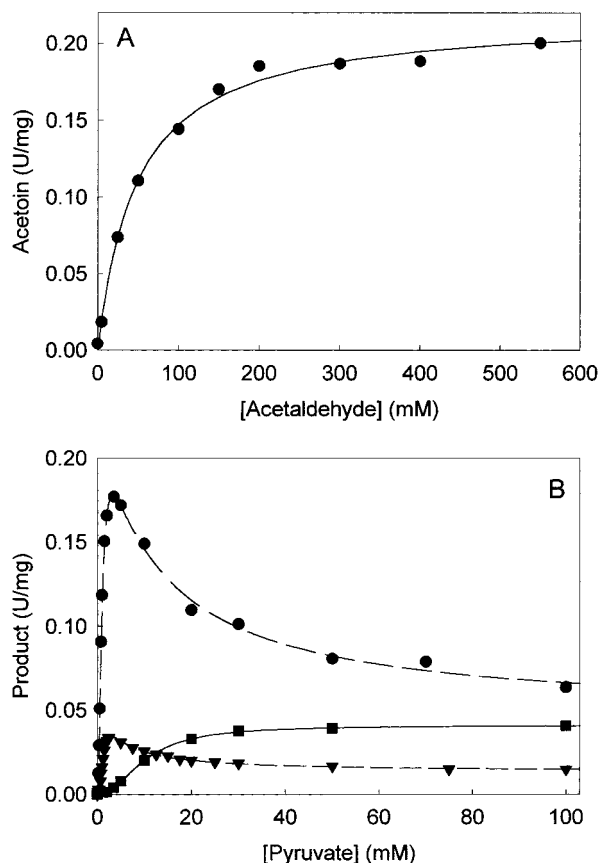 A
Acetoin (U/mg)
0.20
0.15
0.10
0.05
0.00
0 100 200 300 400 500 600
[Acetaldehyde] (mM)
B
Product (U/mg)
0.20
0.15
0.10
0.05
0.00
0 20 40 60 80 100
[Pyruvate] (mM)